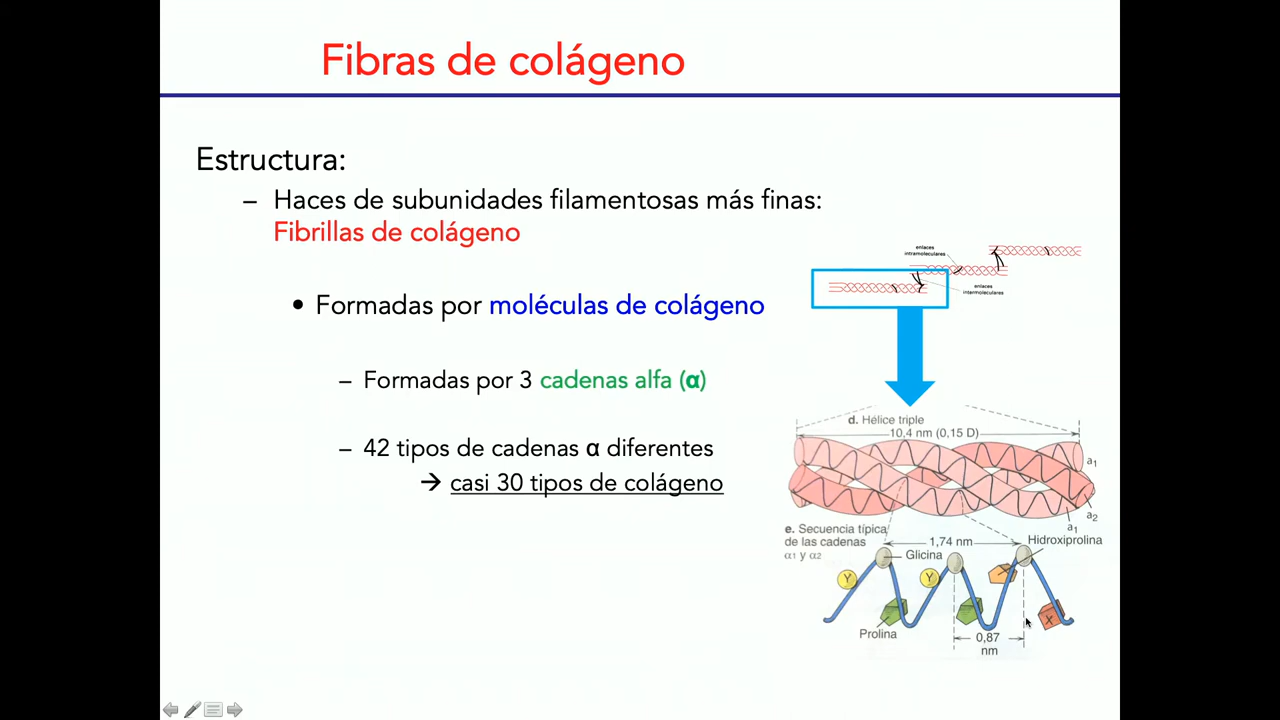 Fibras de colágeno
Estructura:
– Haces de subunidades filamentosas más finas:
Fibrillas de colágeno
• Formadas por moléculas de colágeno
– Formadas por 3 cadenas alfa (α)
– 42 tipos de cadenas α diferentes
→ casi 30 tipos de colágeno
enlaces
intramoleculares
enlaces
intermoleculares
d. Hélice triple
10,4 nm (0,15 D)
a₁
a₂
a₁
e. Secuencia típica
de las cadenas
α1 y α2
1,74 nm
Glicina
Hidroxiprolina
Y
Y
X
Prolina
0,87
nm